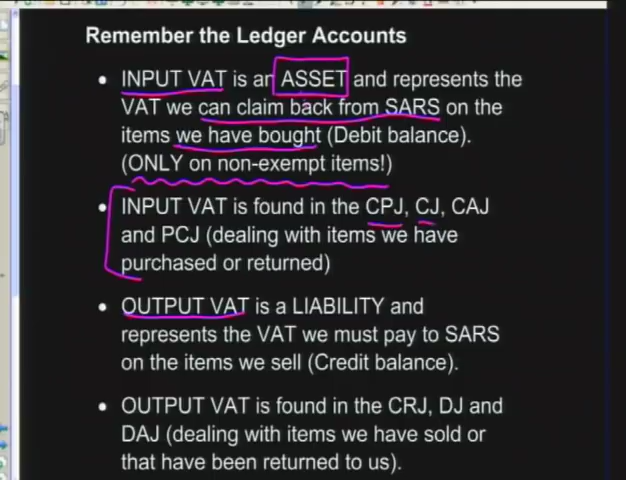 Remember the Ledger Accounts
• INPUT VAT is an ASSET and represents the
VAT we can claim back from SARS on the
items we have bought (Debit balance).
(ONLY on non-exempt items!)
• INPUT VAT is found in the CPJ, CJ, CAJ
and PCJ (dealing with items we have
purchased or returned)
• OUTPUT VAT is a LIABILITY and
represents the VAT we must pay to SARS
on the items we sell (Credit balance).
• OUTPUT VAT is found in the CRJ, DJ and
DAJ (dealing with items we have sold or
that have been returned to us).